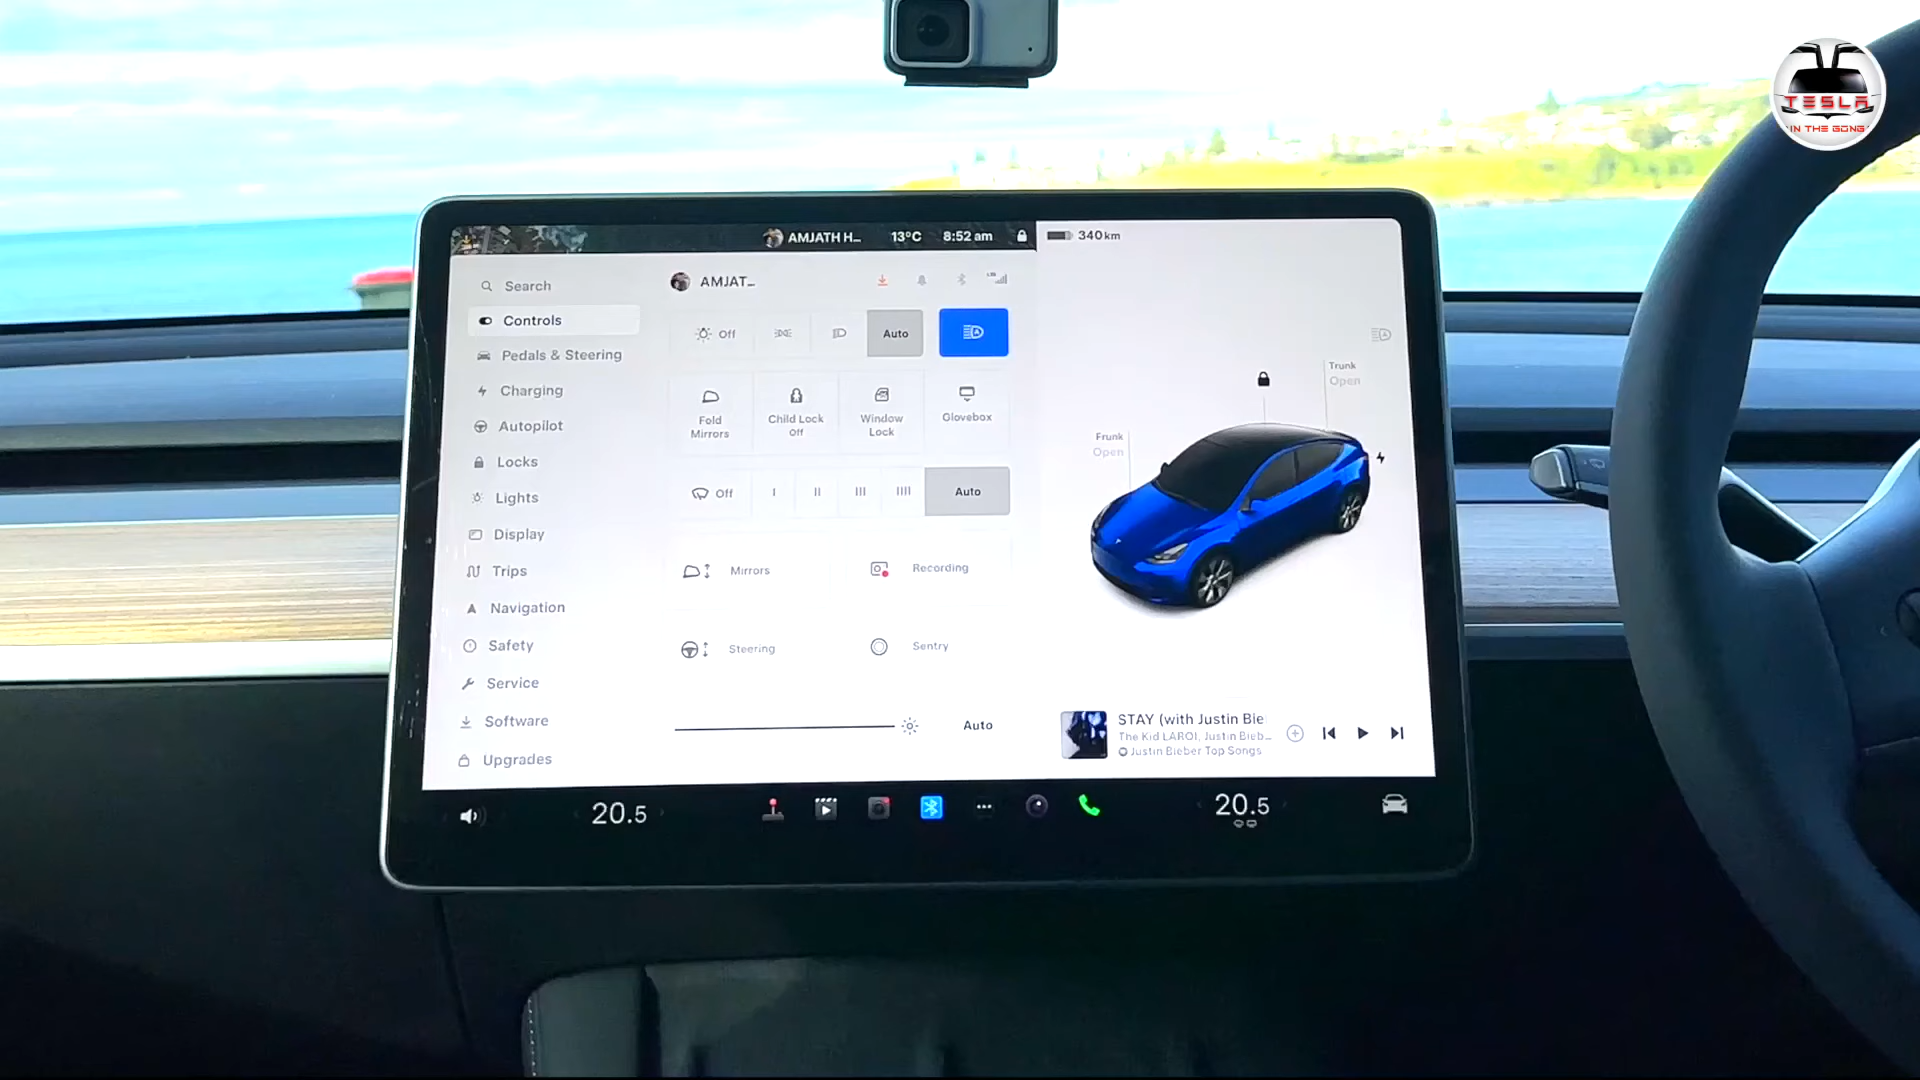 TESLA
IN THE GONG
AMJATH H...
13°C
8:52 am
340 km
Search
AMJAT...
LTE
Controls
Off
Auto
Pedals & Steering
Charging
Fold
Mirrors
Child Lock
Off
Window
Lock
Glovebox
Autopilot
Locks
Lights
Off
I
II
III
IIII
Auto
Display
Trips
Mirrors
Recording
Navigation
Safety
Steering
Sentry
Service
Software
Auto
Upgrades
Trunk
Open
Frunk
Open
STAY (with Justin Bie
The Kid LAROI, Justin Bieb...
Justin Bieber Top Songs
20.5
20.5